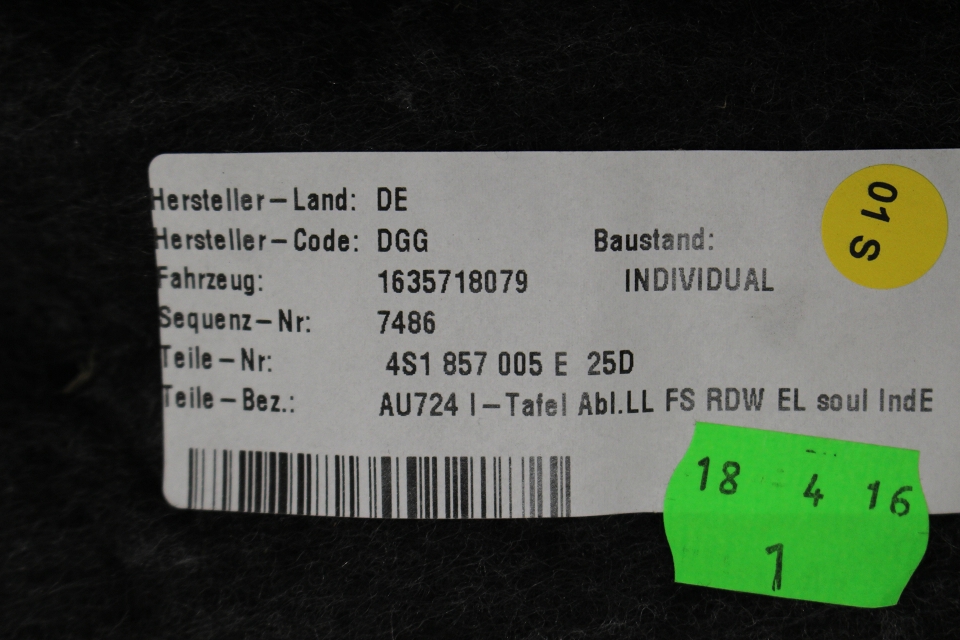 Hersteller-Land: DE
Hersteller-Code: DGG Baustand:
Fahrzeug: 1635718079 INDIVIDUAL
Sequenz-Nr: 7486
Teile-Nr: 4S1 857 005 E 25D
Teile-Bez.: AU724 I-Tafel Abl.LL FS RDW EL soul IndE
01 S
18 4 16
1